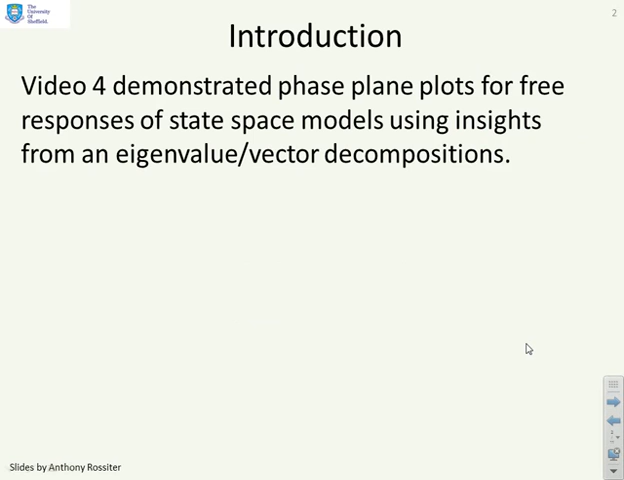 The
University
Of
Sheffield.
2
Introduction
Video 4 demonstrated phase plane plots for free
responses of state space models using insights
from an eigenvalue/vector decompositions.
Slides by Anthony Rossiter